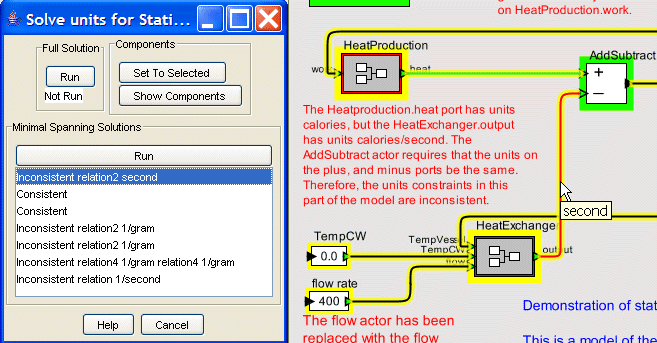 Solve units for Stati...
Full Solution
Run
Not Run
Components
Set To Selected
Show Components
Minimal Spanning Solutions
Run
Inconsistent relation2 second
Consistent
Consistent
Inconsistent relation2 1/gram
Inconsistent relation2 1/gram
Inconsistent relation4 1/gram relation4 1/gram
Inconsistent relation 1/second
Help
Cancel
on HeatProduction.work.
HeatProduction
heat
AddSubtract
+
−
The Heatproduction.heat port has units
calories, but the HeatExchanger.output
has units calories/second. The
AddSubtract actor requires that the units on
the plus, and minus ports be the same.
Therefore, the units constraints in this
part of the model are inconsistent.
second
TempCW
0.0
HeatExchange
TempCW
output
flow rate
400
The flow actor has been
replaced with the flow
Demonstration of stat
This is a model of the